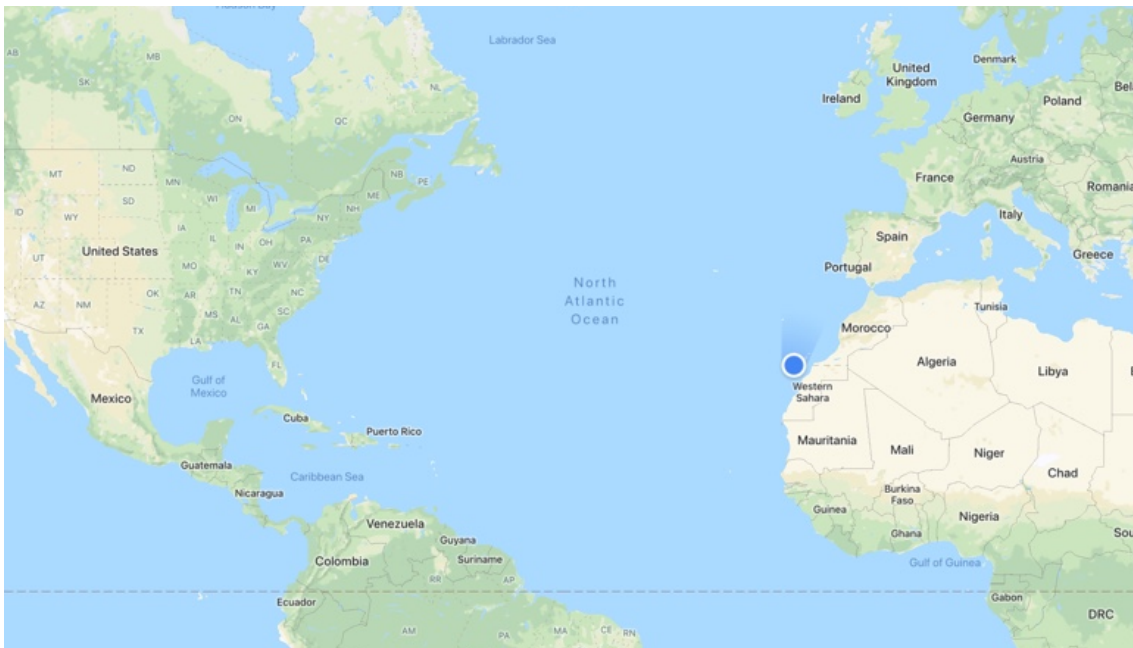 Hudson Bay
Labrador Sea
AB
MB
SK
NL
ON
QC
Denmark
United
Kingdom
Ireland
Poland
Germany
Austria
France
Romania
Italy
Spain
Portugal
Greece
NB
PE
ME
NH
NY
MT
ND
MN
SD
WI
MI
ID
WY
IA
PA
UT
IL
IN
OH
DE
United States
MO
KY
WV
AZ
NM
OK
AR
TN
NC
MS
AL
SC
GA
TX
LA
FL
North
Atlantic
Ocean
Tunisia
Morocco
Algeria
Libya
Western
Sahara
Gulf of
Mexico
Mexico
Cuba
Puerto Rico
Mauritania
Mali
Niger
Chad
Guatemala
Caribbean Sea
Nicaragua
Burkina
Faso
Guinea
Nigeria
Ghana
Venezuela
Guyana
Suriname
Colombia
Sou
Gulf of Guinea
RR
AP
Ecuador
Gabon
DRC
AM
PA
MA
CE
RN